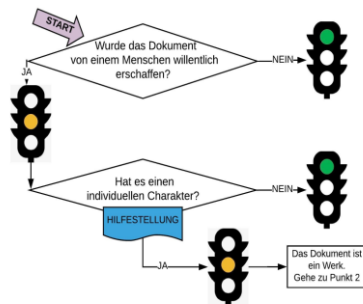 START
Wurde das Dokument
von einem Menschen willentlich
erschaffen?
JA
NEIN
Hat es einen
individuellen Charakter?
NEIN
HILFESTELLUNG
JA
Das Dokument ist
ein Werk.
Gehe zu Punkt 2